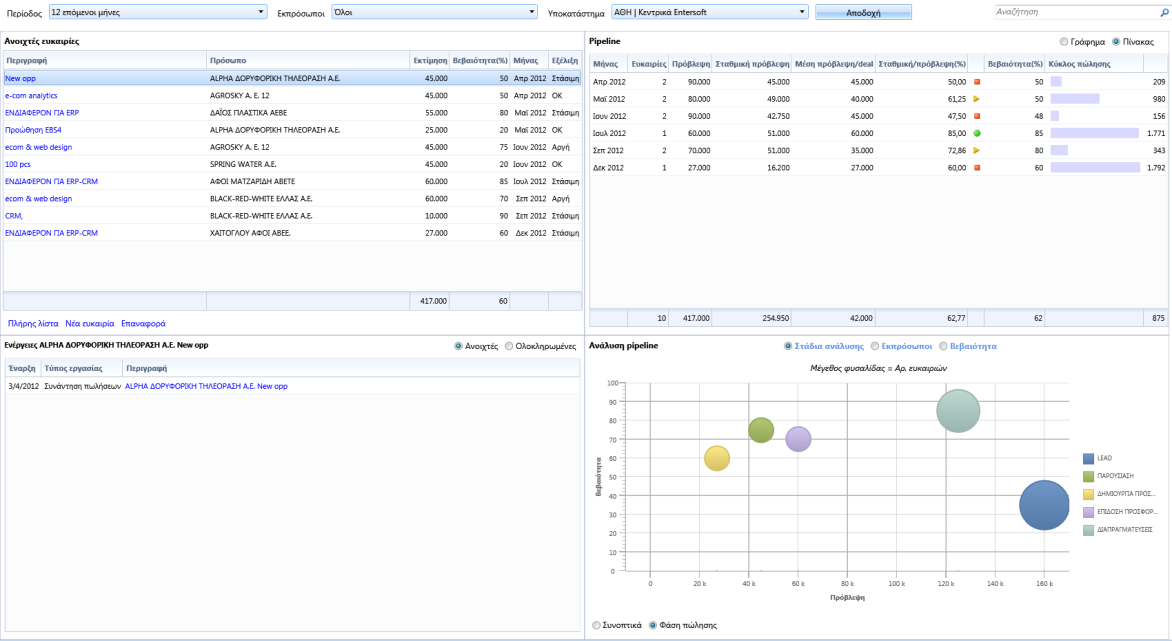 Περίοδος 12 επόμενοι μήνες Εκπρόσωποι Όλοι Υποκατάστημα ΑΘΗ | Κεντρικά Entersoft Αποδοχή Αναζήτηση
Ανοιχτές ευκαιρίες
Περιγραφή Πρόσωπο Εκτίμηση Βεβαιότητα(%) Μήνας Εξέλιξη
New opp ALPHA ΔΟΡΥΦΟΡΙΚΗ ΤΗΛΕΟΡΑΣΗ Α.Ε. 45.000 50 Απρ 2012 Στάσιμη
e-com analytics AGROSKY A. E. 12 45.000 50 Απρ 2012 OK
ΕΝΔΙΑΦΕΡΟΝ ΓΙΑ ERP ΔΑΪΟΣ ΠΛΑΣΤΙΚΑ ΑΕΒΕ 55.000 80 Μαϊ 2012 Στάσιμη
Προώθηση EBS4 ALPHA ΔΟΡΥΦΟΡΙΚΗ ΤΗΛΕΟΡΑΣΗ Α.Ε. 25.000 20 Μαϊ 2012 OK
ecom & web design AGROSKY A. E. 12 45.000 75 Ιουν 2012 Αργή
100 pcs SPRING WATER A.E. 45.000 20 Ιουν 2012 OK
ΕΝΔΙΑΦΕΡΟΝ ΓΙΑ ERP-CRM ΑΦΟΙ ΜΑΤΖΑΡΙΔΗ ΑΒΕΤΕ 60.000 85 Ιουλ 2012 Στάσιμη
ecom & web design BLACK-RED-WHITE ΕΛΛΑΣ Α.Ε. 60.000 70 Σεπ 2012 Αργή
CRM, BLACK-RED-WHITE ΕΛΛΑΣ Α.Ε. 10.000 90 Σεπ 2012 Στάσιμη
ΕΝΔΙΑΦΕΡΟΝ ΓΙΑ ERP-CRM ΧΑΙΤΟΓΛΟΥ ΑΦΟΙ ΑΒΕΕ. 27.000 60 Δεκ 2012 Στάσιμη
417.000 60
Πλήρης λίστα Νέα ευκαιρία Επαναφορά
Pipeline Γράφημα Πίνακας
Μήνας Ευκαιρίες Πρόβλεψη Σταθμική πρόβλεψη Μέση πρόβλεψη/deal Σταθμική/πρόβλεψη(%) Βεβαιότητα(%) Κύκλος πώλησης
Απρ 2012 2 90.000 45.000 45.000 50,00 50 209
Μαϊ 2012 2 80.000 49.000 40.000 61,25 50 980
Ιουν 2012 2 90.000 42.750 45.000 47,50 48 156
Ιουλ 2012 1 60.000 51.000 60.000 85,00 85 1.771
Σεπ 2012 2 70.000 51.000 35.000 72,86 80 343
Δεκ 2012 1 27.000 16.200 27.000 60,00 60 1.792
10 417.000 254.950 42.000 62,77 62 875
Ενέργειες ALPHA ΔΟΡΥΦΟΡΙΚΗ ΤΗΛΕΟΡΑΣΗ Α.Ε. New opp Ανοιχτές Ολοκληρωμένες
Έναρξη Τύπος εργασίας Περιγραφή
3/4/2012 Συνάντηση πωλήσεων ALPHA ΔΟΡΥΦΟΡΙΚΗ ΤΗΛΕΟΡΑΣΗ Α.Ε. New opp
Ανάλυση pipeline Στάδια ανάλυσης Εκπρόσωποι Βεβαιότητα
Μέγεθος φυσαλίδας = Αρ. ευκαιριών
100
90
80
70
60
50
40
30
20
10
0
Βεβαιότητα
0 20 k 40 k 60 k 80 k 100 k 120 k 140 k 160 k
Πρόβλεψη
LEAD
ΠΑΡΟΥΣΙΑΣΗ
ΔΗΜΙΟΥΡΓΙΑ ΠΡΟΣ...
ΕΠΙΔΟΣΗ ΠΡΟΣΦΟΡ...
ΔΙΑΠΡΑΓΜΑΤΕΥΣΕΙΣ
Συνοπτικά Φάση πώλησης